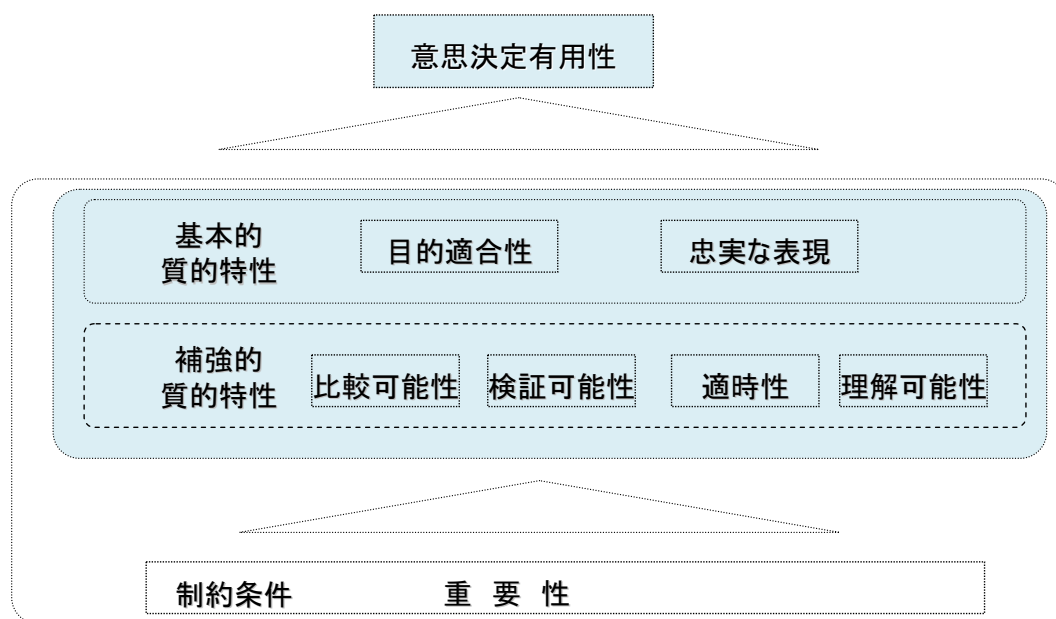 意思決定有用性
基本的
質的特性
目的適合性
忠実な表現
補強的
質的特性
比較可能性
検証可能性
適時性
理解可能性
制約条件
重 要 性